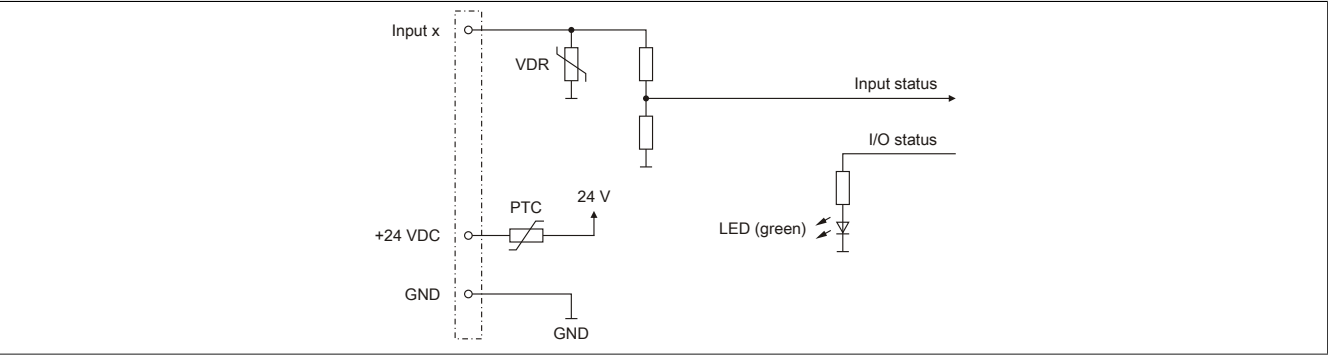 Input x
VDR
Input status
I/O status
PTC
24 V
+24 VDC
LED (green)
GND
GND